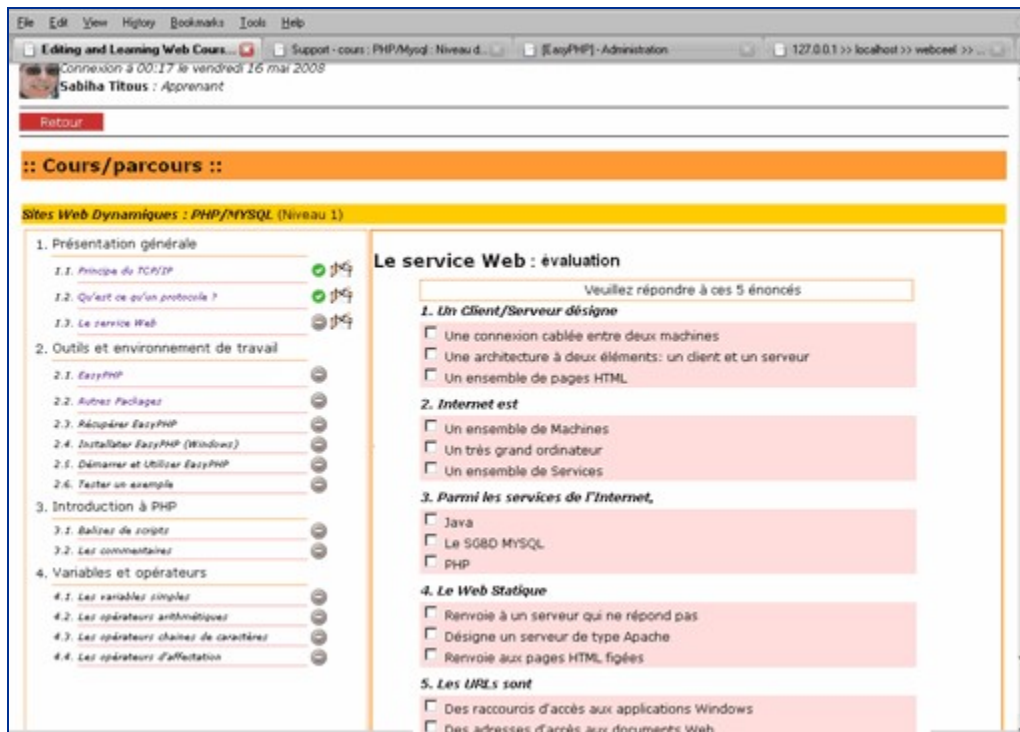 File Edit View History Bookmarks Tools Help
Editing and Learning Web Cours... Support - cours : PHP/Mysql : Niveau d... [EasyPHP] - Administration 127.0.0.1 >> localhost >> webceel >> ...
Connexion à 00:17 le vendredi 16 mai 2008
Sabiha Titous : Apprenant
Retour
:: Cours/parcours ::
Sites Web Dynamiques : PHP/MYSQL (Niveau 1)
1. Présentation générale
1.1. Principe du TCP/IP
1.2. Qu'est ce qu'un protocole ?
1.3. Le service Web
2. Outils et environnement de travail
2.1. EasyPHP
2.2. Autres Packages
2.3. Récupérer EasyPHP
2.4. Installater EasyPHP (Windows)
2.5. Démarrer et Utiliser EasyPHP
2.6. Tester un exemple
3. Introduction à PHP
3.1. Balises de scripts
3.2. Les commentaires
4. Variables et opérateurs
4.1. Les variables simples
4.2. Les opérateurs arithmétiques
4.3. Les opérateurs chaines de caractères
4.4. Les opérateurs d'affectation
Le service Web : évaluation
Veuillez répondre à ces 5 énoncés
1. Un Client/Serveur désigne
Une connexion cablée entre deux machines
Une architecture à deux éléments: un client et un serveur
Un ensemble de pages HTML
2. Internet est
Un ensemble de Machines
Un très grand ordinateur
Un ensemble de Services
3. Parmi les services de l'Internet,
Java
Le SGBD MYSQL
PHP
4. Le Web Statique
Renvoie à un serveur qui ne répond pas
Désigne un serveur de type Apache
Renvoie aux pages HTML figées
5. Les URLs sont
Des raccourcis d'accès aux applications Windows
Des adresses d'accès aux documents Web